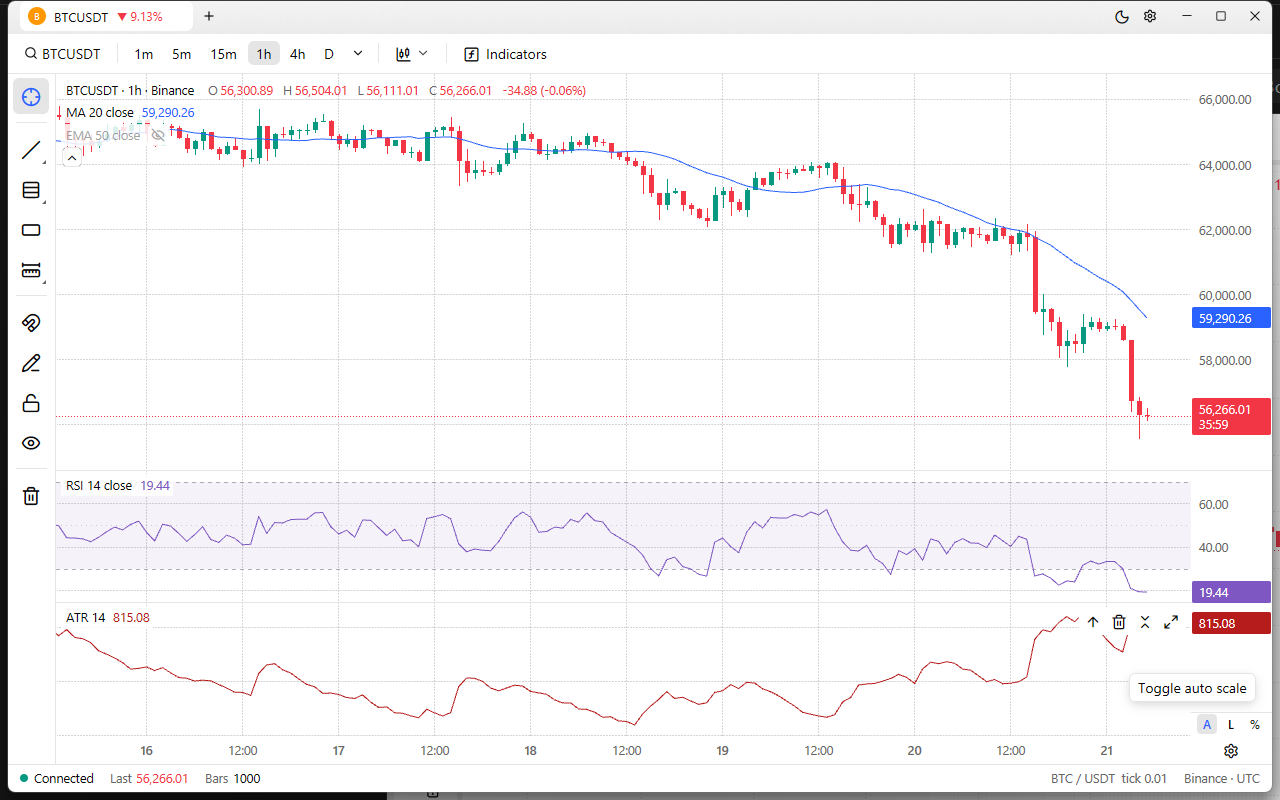 BTCUSDT ▼ 9.13% +
BTCUSDT 1m 5m 15m 1h 4h D Indicators
BTCUSDT · 1h · Binance O 56,300.89 H 56,504.01 L 56,111.01 C 56,266.01 -34.88 (-0.06%)
MA 20 close 59,290.26
EMA 50 close
66,000.00
64,000.00
62,000.00
60,000.00
59,290.26
58,000.00
56,266.01
35:59
RSI 14 close 19.44
60.00
40.00
19.44
ATR 14 815.08
815.08
Toggle auto scale
A L %
16 12:00 17 12:00 18 12:00 19 12:00 20 12:00 21
Connected Last 56,266.01 Bars 1000 BTC / USDT tick 0.01 Binance · UTC